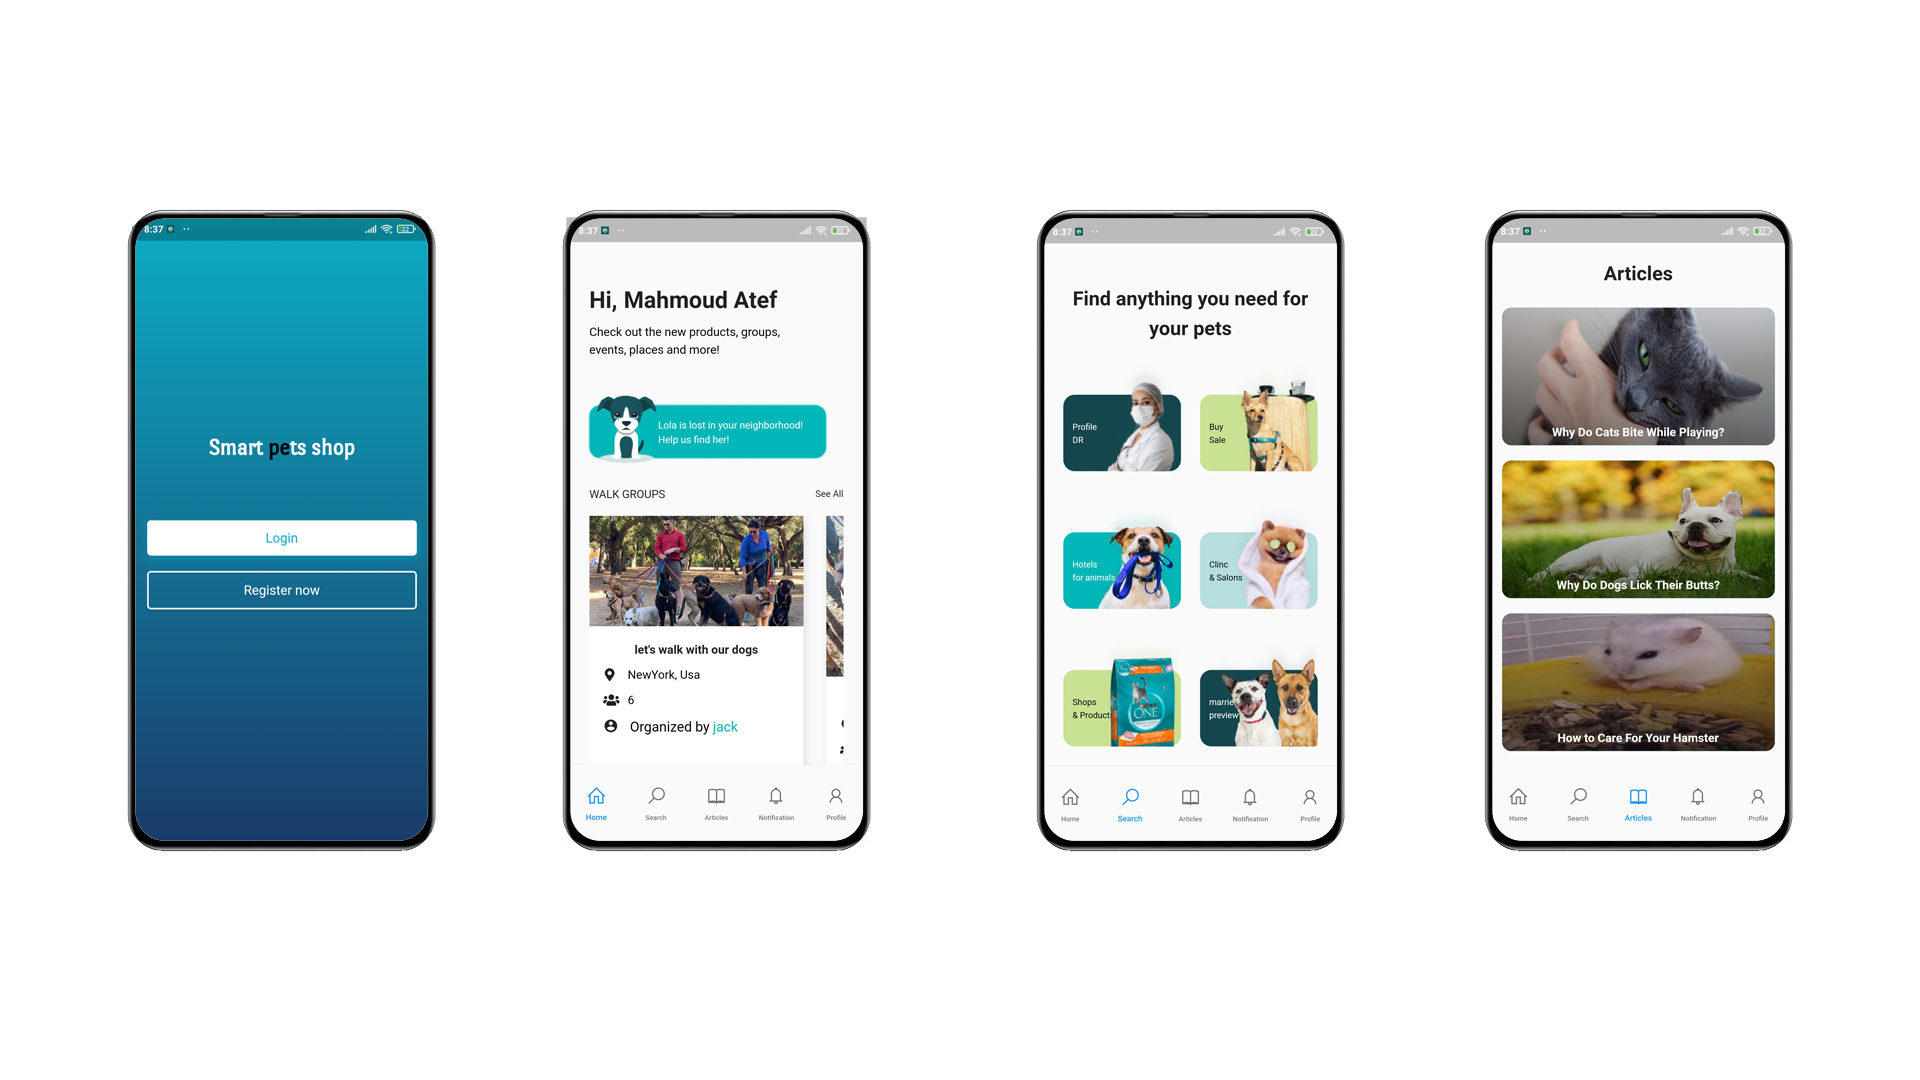 8:37
22
Smart pets shop
Login
Register now
8:37
22
Hi, Mahmoud Atef
Check out the new products, groups,
events, places and more!
Lola is lost in your neighborhood!
Help us find her!
WALK GROUPS
See All
let's walk with our dogs
NewYork, Usa
6
Organized by jack
Home
Search
Articles
Notification
Profile
8:37
22
Find anything you need for
your pets
Profile
DR
Buy
Sale
Hotels
for animals
Clinc
& Salons
Shops
& Product
ONE
marrie
preview
Home
Search
Articles
Notification
Profile
8:37
22
Articles
Why Do Cats Bite While Playing?
Why Do Dogs Lick Their Butts?
How to Care For Your Hamster
Home
Search
Articles
Notification
Profile